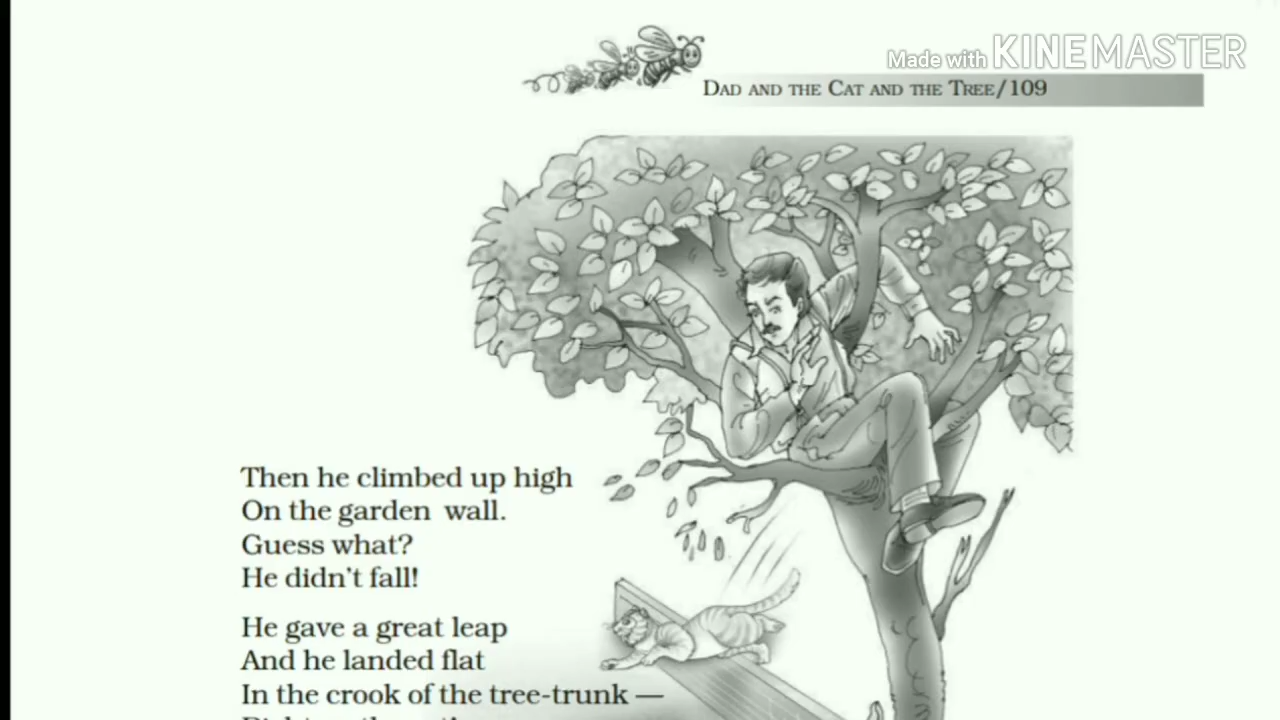 Made with KINEMASTER
DAD AND THE CAT AND THE TREE/109
Then he climbed up high
On the garden wall.
Guess what?
He didn't fall!
He gave a great leap
And he landed flat
In the crook of the tree-trunk —